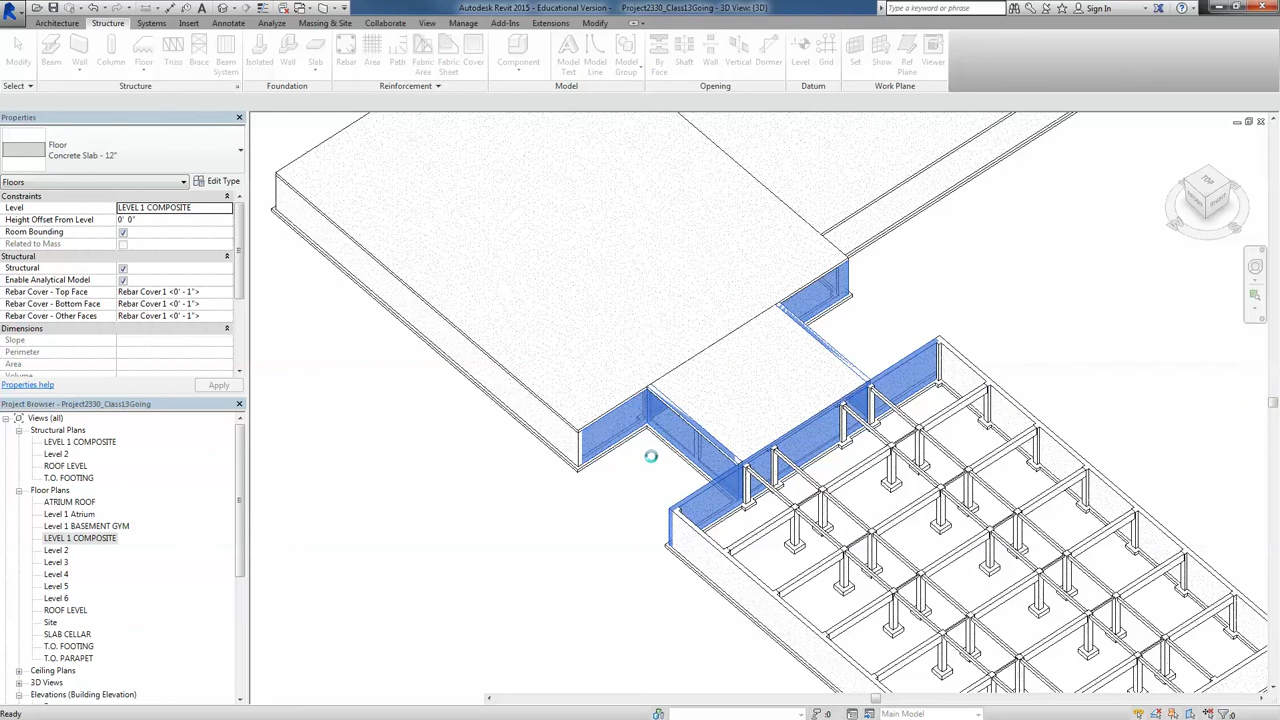 Autodesk Revit 2015 - Educational Version - Project2330_Class13Going - 3D View: {3D}
Type a keyword or phrase
Sign In
Architecture Structure Systems Insert Annotate Analyze Massing & Site Collaborate View Manage Add-Ins Extensions Modify
Modify Beam Wall Column Floor Truss Brace Beam System Isolated Wall Slab Rebar Area Path Fabric Area Fabric Sheet Cover Component Model Text Model Line Model Group By Face Shaft Wall Vertical Dormer Level Grid Set Show Ref Plane Viewer
Select Structure Foundation Reinforcement Model Opening Datum Work Plane
Properties
Floor
Concrete Slab - 12"
Floors Edit Type
Constraints
Level LEVEL 1 COMPOSITE
Height Offset From Level 0' 0"
Room Bounding
Related to Mass
Structural
Structural
Enable Analytical Model
Rebar Cover - Top Face Rebar Cover 1 <0' - 1">
Rebar Cover - Bottom Face Rebar Cover 1 <0' - 1">
Rebar Cover - Other Faces Rebar Cover 1 <0' - 1">
Dimensions
Slope
Perimeter
Area
Properties help Apply
Project Browser - Project2330_Class13Going
Views (all)
Structural Plans
LEVEL 1 COMPOSITE
Level 2
ROOF LEVEL
T.O. FOOTING
Floor Plans
ATRIUM ROOF
Level 1 Atrium
Level 1 BASEMENT GYM
LEVEL 1 COMPOSITE
Level 2
Level 3
Level 4
Level 5
Level 6
ROOF LEVEL
Site
SLAB CELLAR
T.O. FOOTING
T.O. PARAPET
Ceiling Plans
3D Views
Elevations (Building Elevation)
TOP
Ready
:0
Main Model
:0